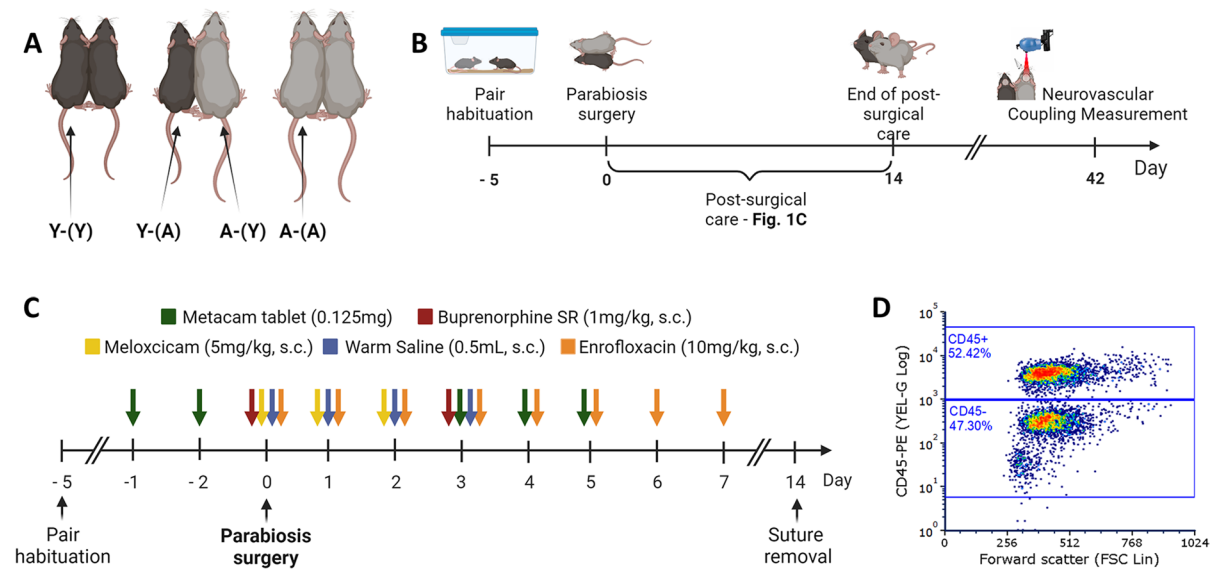 A
Y-(Y)
Y-(A)
A-(Y)
A-(A)
B
Pair
habituation
Parabiosis
surgery
End of post-
surgical
care
Neurovascular
Coupling Measurement
- 5
0
14
42
Day
Post-surgical
care - Fig. 1C
C
Metacam tablet (0.125mg)
Buprenorphine SR (1mg/kg, s.c.)
Meloxcicam (5mg/kg, s.c.)
Warm Saline (0.5mL, s.c.)
Enrofloxacin (10mg/kg, s.c.)
- 5
-1
- 2
0
1
2
3
4
5
6
7
14
Day
Pair
habituation
Parabiosis
surgery
Suture
removal
D
CD45-PE (YEL-G Log)
10^5
10^4
10^3
10^2
10^1
10^0
CD45+
52.42%
CD45-
47.30%
0
256
512
768
1024
Forward scatter (FSC Lin)